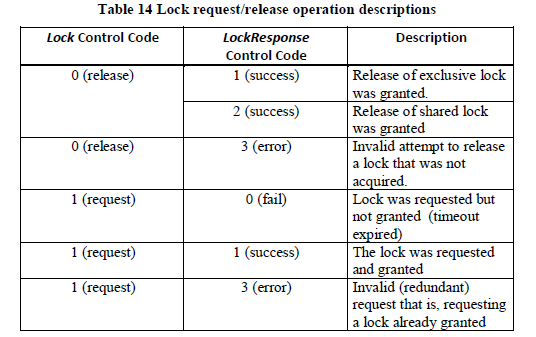 Table 14 Lock request/release operation descriptions
Lock Control Code
LockResponse
Control Code
Description
0 (release)
1 (success)
Release of exclusive lock
was granted.
2 (success)
Release of shared lock
was granted
0 (release)
3 (error)
Invalid attempt to release
a lock that was not
acquired.
1 (request)
0 (fail)
Lock was requested but
not granted (timeout
expired)
1 (request)
1 (success)
The lock was requested
and granted
1 (request)
3 (error)
Invalid (redundant)
request that is, requesting
a lock already granted